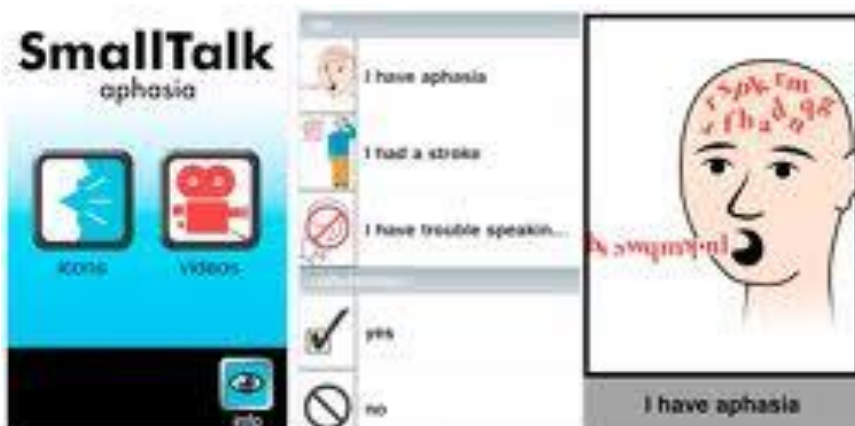 SmallTalk
aphasia
icons
videos
info
I have aphasia
I had a stroke
I have trouble speakin...
yes
no
I have aphasia